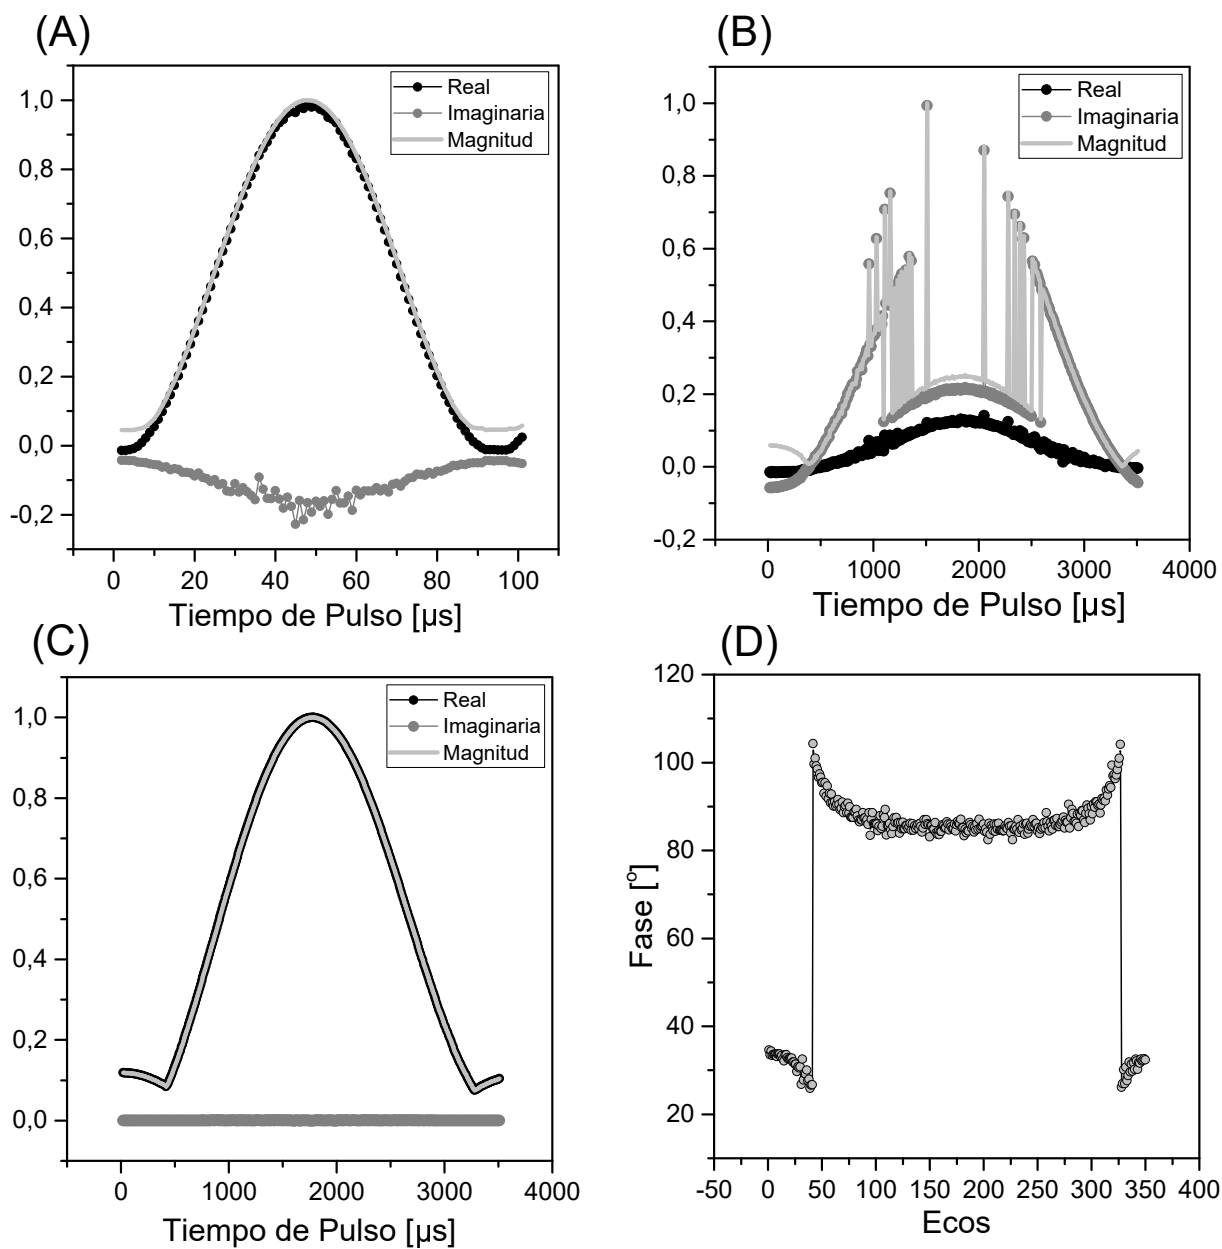 (A)
Real
Imaginaria
Magnitud
1,0
0,8
0,6
0,4
0,2
0,0
-0,2
0 20 40 60 80 100
Tiempo de Pulso [µs]
(B)
Real
Imaginaria
Magnitud
1,0
0,8
0,6
0,4
0,2
0,0
-0,2
0 1000 2000 3000 4000
Tiempo de Pulso [µs]
(C)
Real
Imaginaria
Magnitud
1,0
0,8
0,6
0,4
0,2
0,0
0 1000 2000 3000 4000
Tiempo de Pulso [µs]
(D)
120
100
80
60
40
20
Fase [º]
-50 0 50 100 150 200 250 300 350 400
Ecos